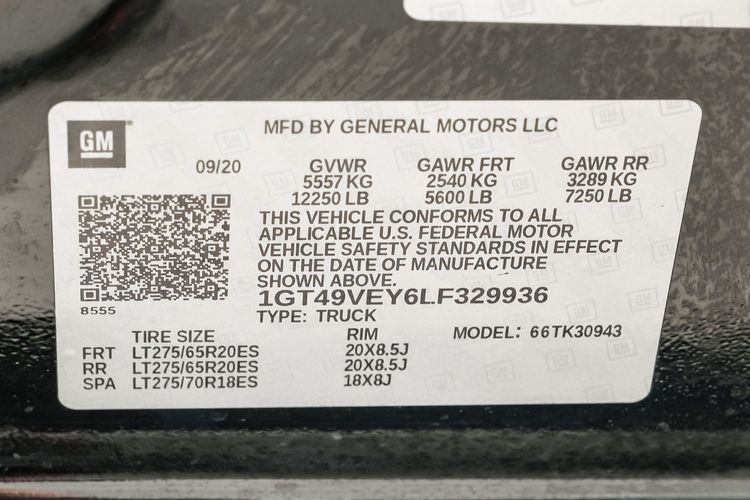 GM
MFD BY GENERAL MOTORS LLC
09/20 GVWR GAWR FRT GAWR RR
5557 KG 2540 KG 3289 KG
12250 LB 5600 LB 7250 LB
THIS VEHICLE CONFORMS TO ALL
APPLICABLE U.S. FEDERAL MOTOR
VEHICLE SAFETY STANDARDS IN EFFECT
ON THE DATE OF MANUFACTURE
SHOWN ABOVE.
1GT49VEY6LF329936
8555
TYPE: TRUCK
TIRE SIZE RIM MODEL: 66TK30943
FRT LT275/65R20ES 20X8.5J
RR LT275/65R20ES 20X8.5J
SPA LT275/70R18ES 18X8J